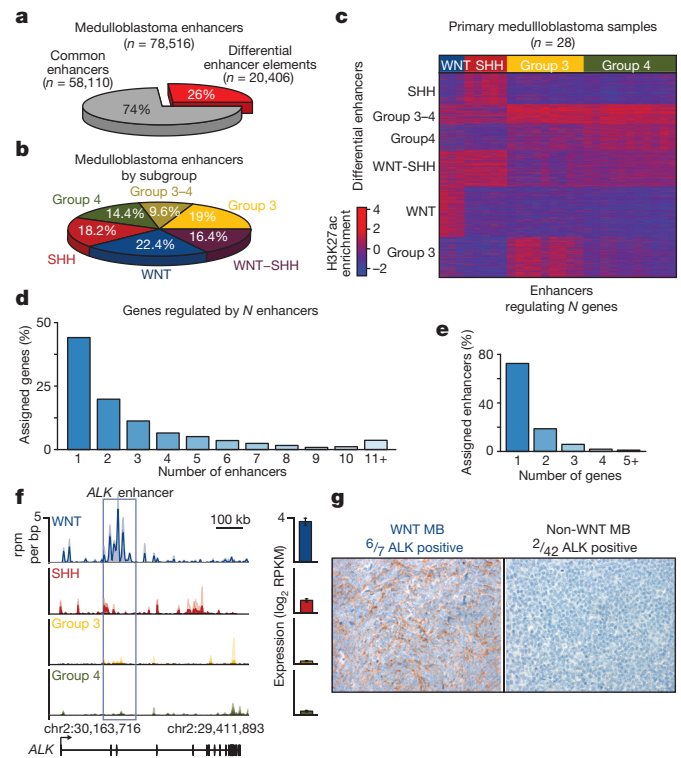 a
Medulloblastoma enhancers
(n = 78,516)
Common
enhancers
(n = 58,110)
Differential
enhancer elements
(n = 20,406)
26%
74%
b
Medulloblastoma enhancers
by subgroup
Group 4
Group 3–4
Group 3
14.4%
9.6%
19%
18.2%
16.4%
22.4%
SHH
WNT
WNT–SHH
c
Primary medullloblastoma samples
(n = 28)
WNT SHH Group 3 Group 4
Differential enhancers
SHH
Group 3–4
Group4
WNT-SHH
WNT
Group 3
H3K27ac
enrichment
4
2
0
−2
d
Genes regulated by N enhancers
Assigned genes (%)
50
25
0
1 2 3 4 5 6 7 8 9 10 11+
Number of enhancers
e
Enhancers
regulating N genes
Assigned enhancers (%)
80
40
0
1 2 3 4 5+
Number of genes
f
ALK enhancer
rpm
per bp
5
WNT
100 kb
SHH
Group 3
Group 4
Expression (log2 RPKM)
4
chr2:30,163,716
chr2:29,411,893
ALK
g
WNT MB
6/7 ALK positive
Non-WNT MB
2/42 ALK positive